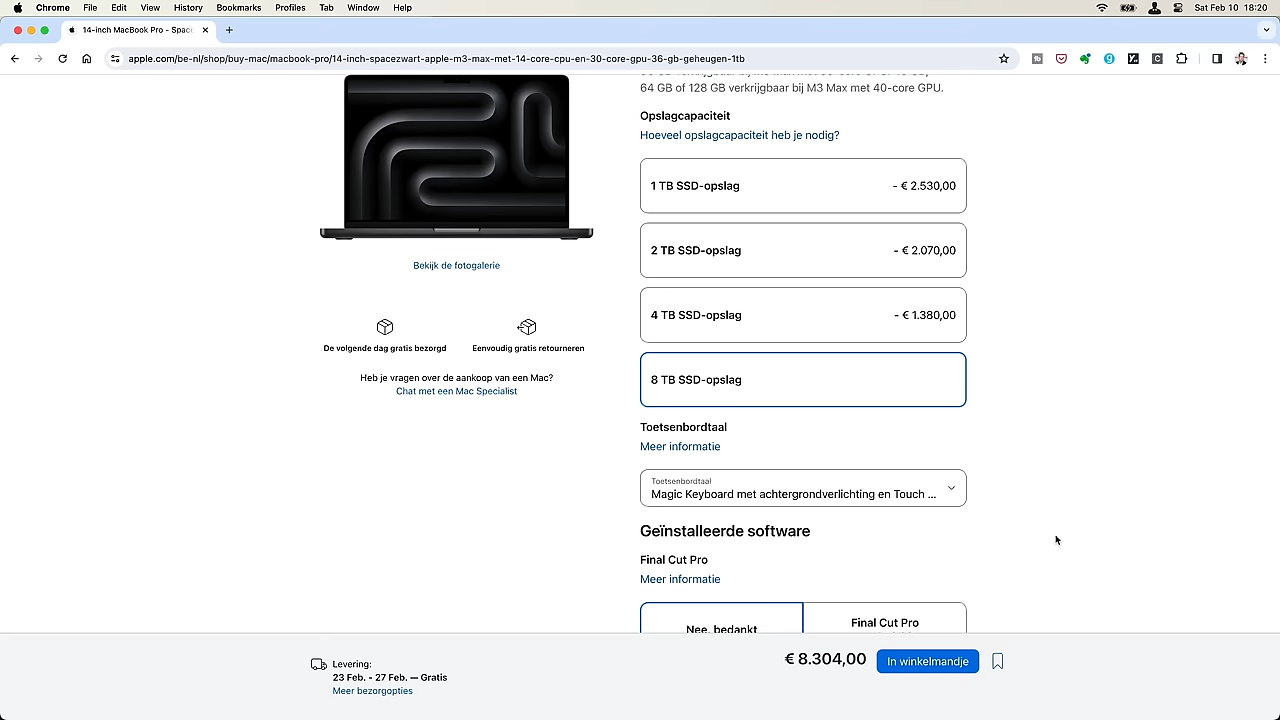 Chrome File Edit View History Bookmarks Profiles Tab Window Help Sat Feb 10 18:20
14-inch MacBook Pro - Spac
apple.com/be-nl/shop/buy-mac/macbook-pro/14-inch-spacezwart-apple-m3-max-met-14-core-cpu-en-30-core-gpu-36-gb-geheugen-1tb
64 GB of 128 GB verkrijgbaar bij M3 Max met 40-core GPU.
Opslagcapaciteit
Hoeveel opslagcapaciteit heb je nodig?
1 TB SSD-opslag - € 2.530,00
2 TB SSD-opslag - € 2.070,00
4 TB SSD-opslag - € 1.380,00
8 TB SSD-opslag
Bekijk de fotogalerie
De volgende dag gratis bezorgd
Eenvoudig gratis retourneren
Heb je vragen over de aankoop van een Mac?
Chat met een Mac Specialist
Toetsenbordtaal
Meer informatie
Toetsenbordtaal
Magic Keyboard met achtergrondverlichting en Touch ...
Geïnstalleerde software
Final Cut Pro
Meer informatie
Nee, bedankt
Final Cut Pro
Levering:
23 Feb. - 27 Feb. — Gratis
Meer bezorgopties
€ 8.304,00
In winkelmandje